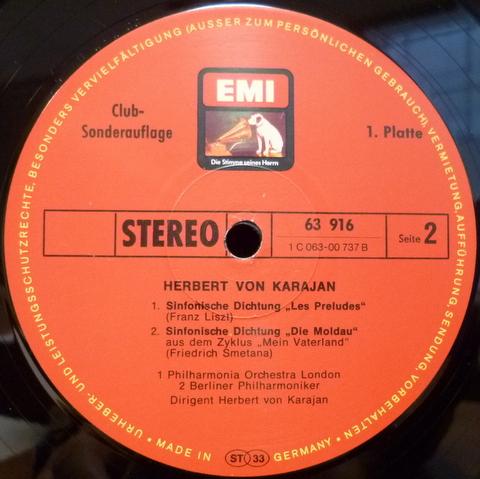 URHEBER- UND LEISTUNGSSCHUTZRECHTE, BESONDERS VERVIELFÄLTIGUNG (AUSSER ZUM PERSÖNLICHEN GEBRAUCH), VERMIETUNG, AUFFÜHRUNG, SENDUNG, VORBEHALTEN
EMI
Die Stimme seines Herrn
Club-
Sonderauflage
1. Platte
STEREO
63 916
1 C 063-00 737 B
Seite 2
HERBERT VON KARAJAN
1. Sinfonische Dichtung „Les Preludes"
(Franz Liszt)
2. Sinfonische Dichtung „Die Moldau"
aus dem Zyklus „Mein Vaterland"
(Friedrich Smetana)
1 Philharmonia Orchestra London
2 Berliner Philharmoniker
Dirigent Herbert von Karajan
• MADE IN GERMANY •
ST 33